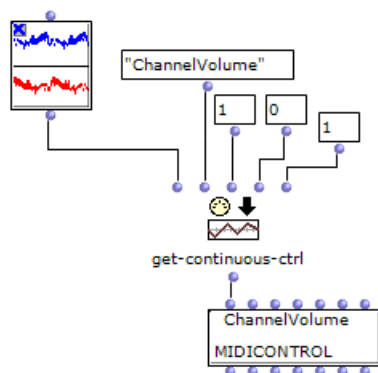 "ChannelVolume"
1
0
1
get-continuous-ctrl
ChannelVolume
MIDICONTROL